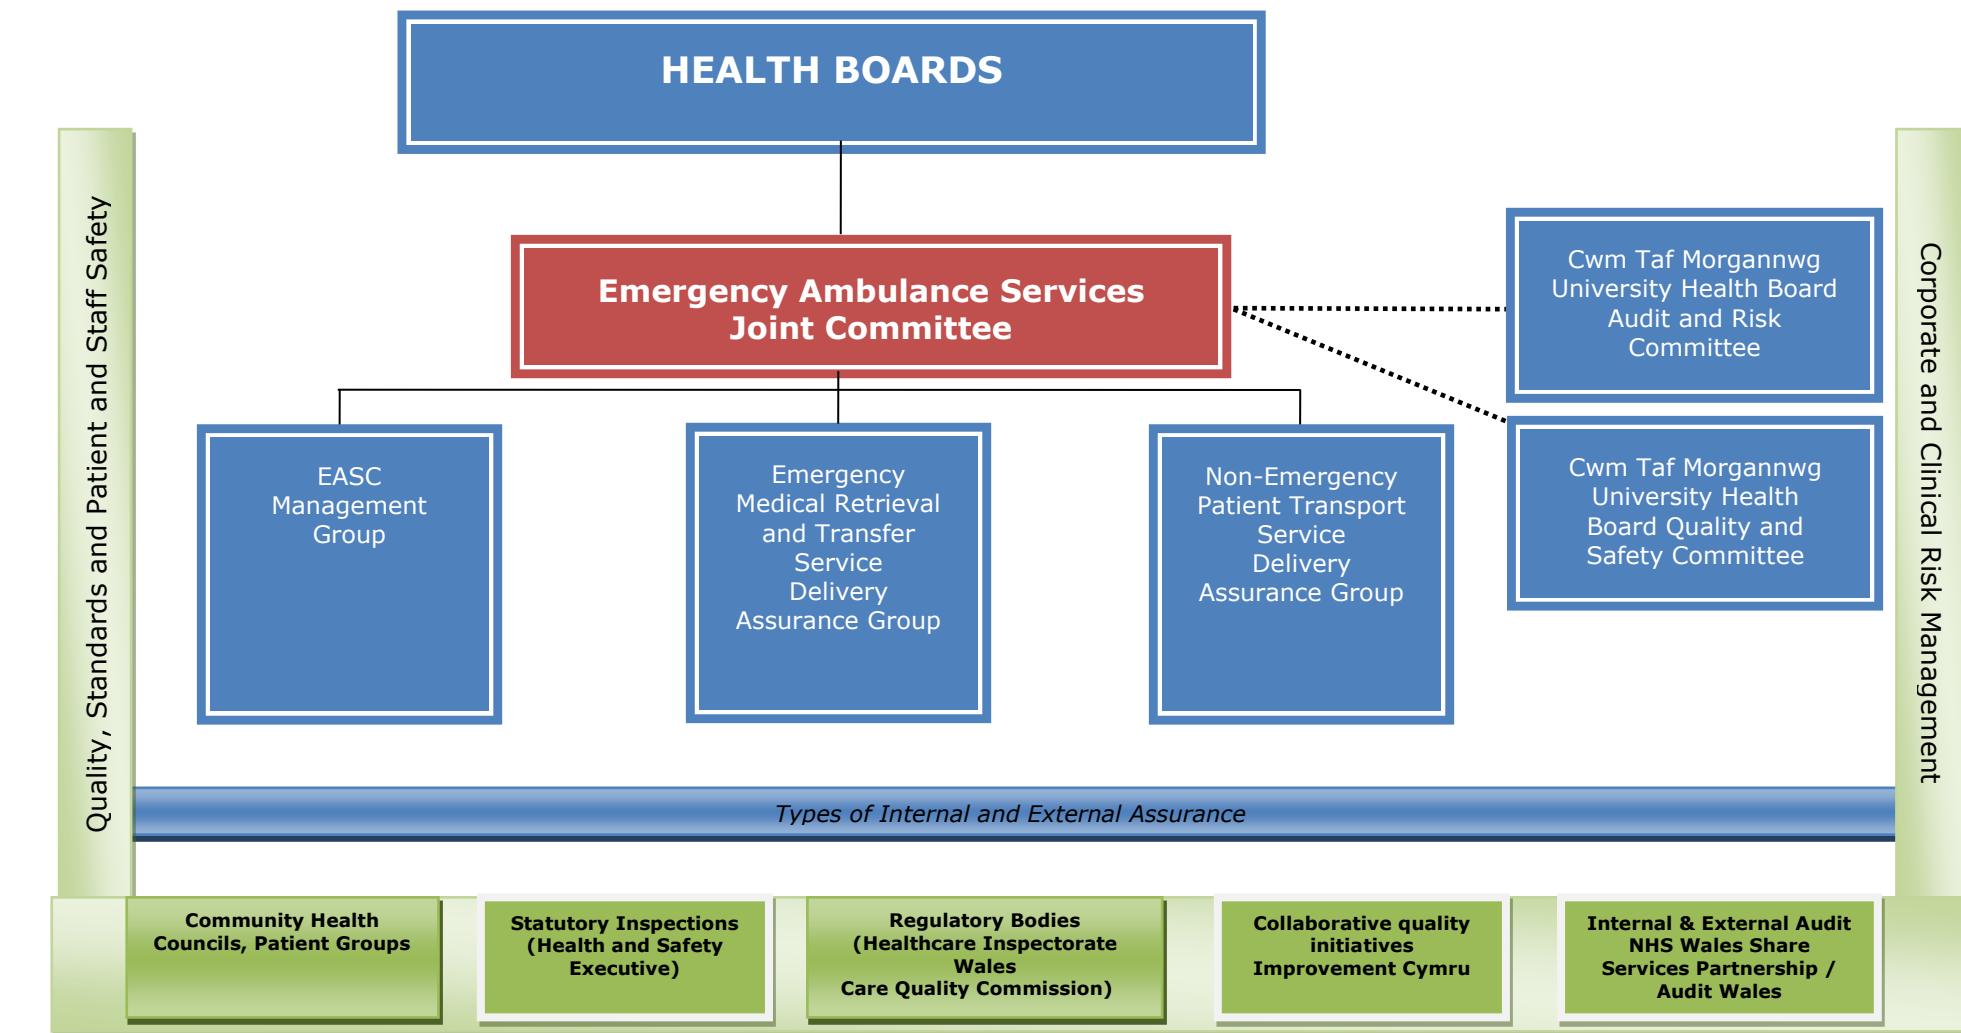 HEALTH BOARDS
Quality, Standards and Patient and Staff Safety
Emergency Ambulance Services
Joint Committee
Cwm Taf Morgannwg
University Health Board
Audit and Risk
Committee
Cwm Taf Morgannwg
University Health
Board Quality and
Safety Committee
Corporate and Clinical Risk Management
EASC
Management
Group
Emergency
Medical Retrieval
and Transfer
Service
Delivery
Assurance Group
Non-Emergency
Patient Transport
Service
Delivery
Assurance Group
Types of Internal and External Assurance
Community Health
Councils, Patient Groups
Statutory Inspections
(Health and Safety
Executive)
Regulatory Bodies
(Healthcare Inspectorate
Wales
Care Quality Commission)
Collaborative quality
initiatives
Improvement Cymru
Internal & External Audit
NHS Wales Share
Services Partnership /
Audit Wales